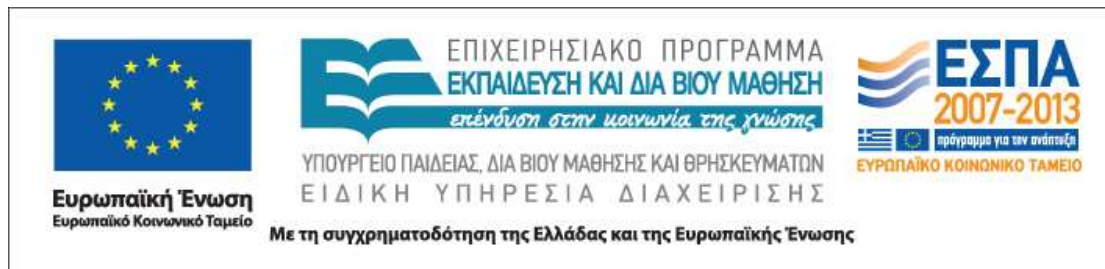 Ευρωπαϊκή Ένωση
Ευρωπαϊκό Κοινωνικό Ταμείο
ΕΠΙΧΕΙΡΗΣΙΑΚΟ ΠΡΟΓΡΑΜΜΑ
ΕΚΠΑΙΔΕΥΣΗ ΚΑΙ ΔΙΑ ΒΙΟΥ ΜΑΘΗΣΗ
επένδυση στην κοινωνία της γνώσης
ΥΠΟΥΡΓΕΙΟ ΠΑΙΔΕΙΑΣ, ΔΙΑ ΒΙΟΥ ΜΑΘΗΣΗΣ ΚΑΙ ΘΡΗΣΚΕΥΜΑΤΩΝ
ΕΙΔΙΚΗ ΥΠΗΡΕΣΙΑ ΔΙΑΧΕΙΡΙΣΗΣ
Με τη συγχρηματοδότηση της Ελλάδας και της Ευρωπαϊκής Ένωσης
ΕΣΠΑ
2007-2013
πρόγραμμα για την ανάπτυξη
ΕΥΡΩΠΑΪΚΟ ΚΟΙΝΩΝΙΚΟ ΤΑΜΕΙΟ